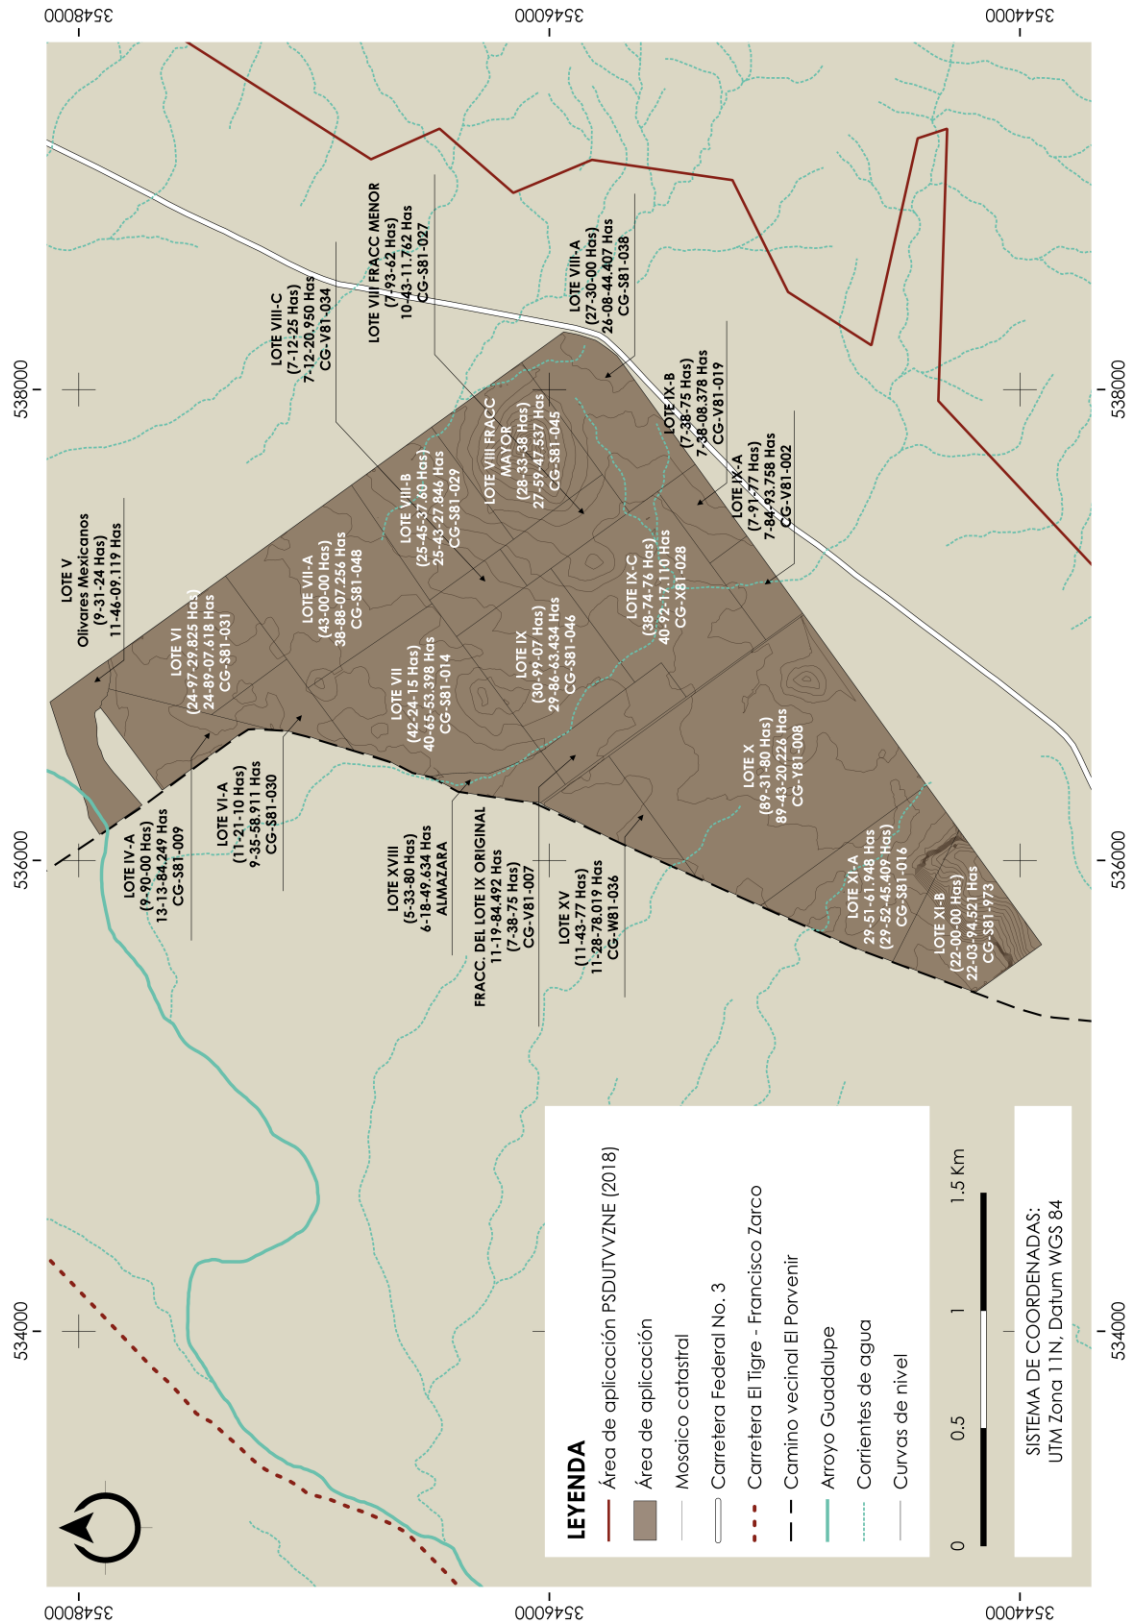 538000
536000
534000
3548000
3546000
3544000
LOTE V
Olivares Mexicanos
(9-31-24 Has)
11-46-09.119 Has
LOTE VI
(24-97-29.825 Has)
24-89-07.618 Has
CG-S81-031
LOTE IV-A
(9-90-00 Has)
13-13-84.249 Has
CG-S81-009
LOTE VI-A
(11-21-10 Has)
9-35-58.911 Has
CG-S81-030
LOTE VIII-C
(7-12-25 Has)
7-12-20.950 Has
CG-V81-034
LOTE VII-A
(43-00-00 Has)
38-88-07.256 Has
CG-S81-048
LOTE VIII FRACC MENOR
(7-93-62 Has)
10-43-11.762 Has
CG-S81-027
LOTE VII
(42-24-15 Has)
40-65-53.398 Has
CG-S81-014
LOTE VIII-B
(25-45-37.60 Has)
25-43-27.846 Has
CG-S81-029
LOTE XVIII
(5-33-80 Has)
6-18-49.634 Has
ALMAZARA
LOTE VIII FRACC
MAYOR
(28-33-38 Has)
27-59-47.537 Has
CG-S81-045
FRACC. DEL LOTE IX ORIGINAL
11-19-84.492 Has
(7-38-75 Has)
CG-V81-007
LOTE IX
(30-99-07 Has)
29-86-63.434 Has
CG-S81-046
LOTE VIII-A
(27-30-00 Has)
26-08-44.407 Has
CG-S81-038
LOTE XV
(11-43-77 Has)
11-28-78.019 Has
CG-W81-036
LOTE IX-C
(38-74-76 Has)
40-92-17.110 Has
CG-X81-028
LOTE IX-B
(7-38-75 Has)
7-38-08.378 Has
CG-V81-019
LOTE IX-A
(7-91-77 Has)
7-84-93.758 Has
CG-V81-002
LOTE X
(89-31-80 Has)
89-43-20.226 Has
CG-Y81-008
LOTE XI-A
29-51-61.948 Has
(29-52-45.409 Has)
CG-S81-016
LOTE XI-B
(22-00-00 Has)
22-03-94.521 Has
CG-S81-973
LEYENDA
Área de aplicación PSDUTVVZNE (2018)
Área de aplicación
Mosaico catastral
Carretera Federal No. 3
Carretera El Tigre - Francisco Zarco
Camino vecinal El Porvenir
Arroyo Guadalupe
Corrientes de agua
Curvas de nivel
0 0.5 1 1.5 Km
SISTEMA DE COORDENADAS:
UTM Zona 11N, Datum WGS 84
3548000
3546000
3544000
534000
536000
538000